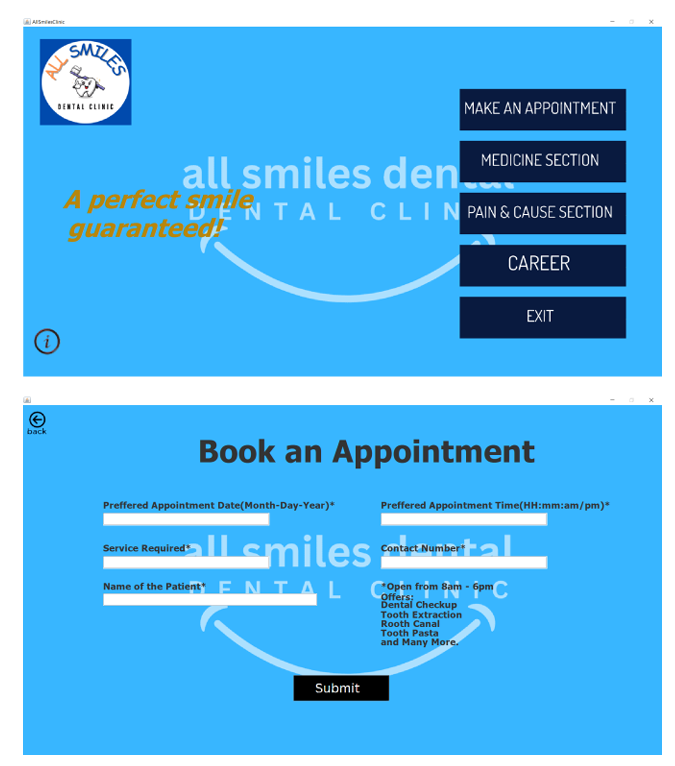 AllSmilesClinic
ALL SMILES
DENTAL CLINIC
MAKE AN APPOINTMENT
MEDICINE SECTION
all smiles dental
A perfect smile
guaranteed!
DENTAL CLIN
PAIN & CAUSE SECTION
CAREER
EXIT
i
back
Book an Appointment
Preffered Appointment Date(Month-Day-Year)*
Preffered Appointment Time(HH:mm:am/pm)*
Service Required*
Contact Number*
all smiles dental
DENTAL CLINIC
Name of the Patient*
*Open from 8am - 6pm
Offers:
Dental Checkup
Tooth Extraction
Rooth Canal
Tooth Pasta
and Many More.
Submit